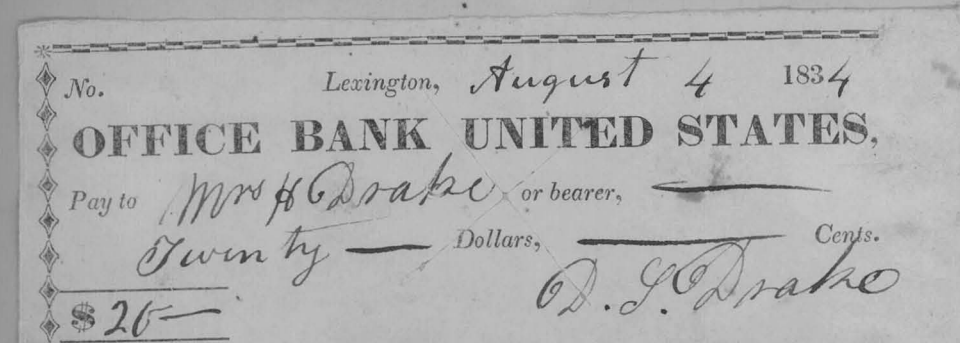 No. Lexington, August 4 1834
OFFICE BANK UNITED STATES,
Pay to Mrs H Drake or bearer, —
Twenty — Dollars, — Cents.
D. S. Drake
$ 20 —